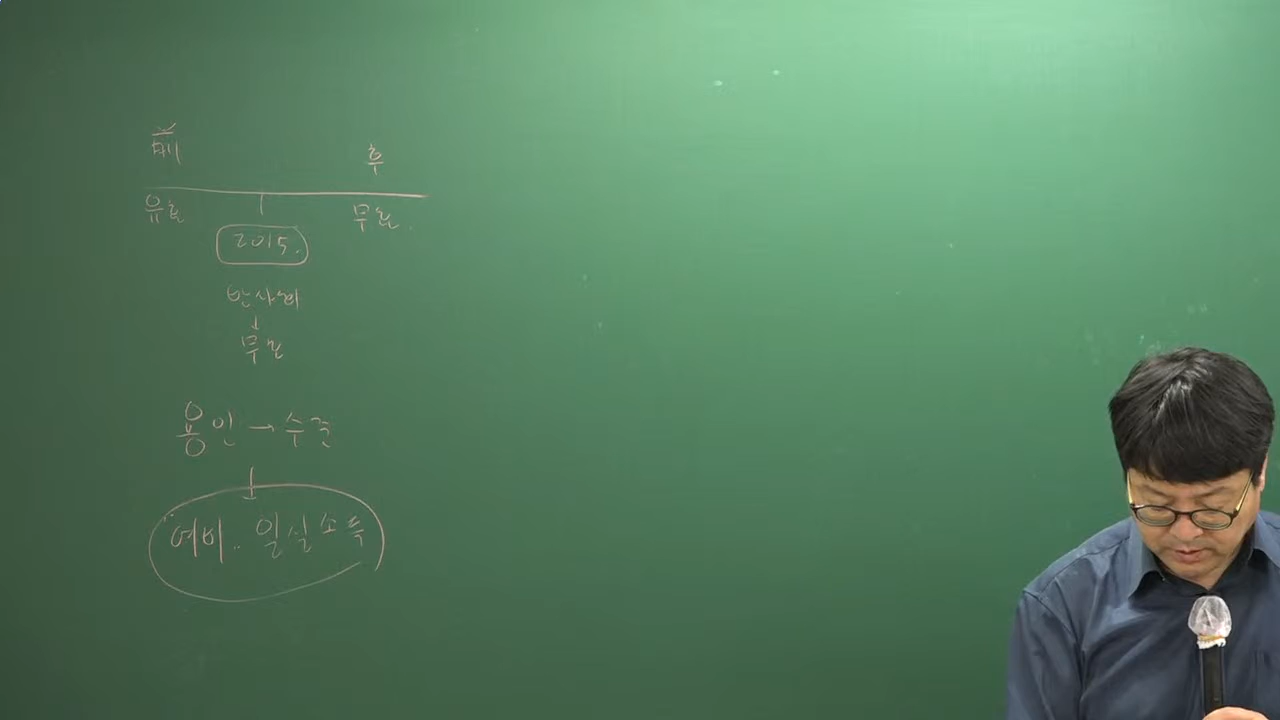 전 후
유효 무효.
2015.
반사회
↓
무효
용인 → 수긍
↓
여비.. 일실소득